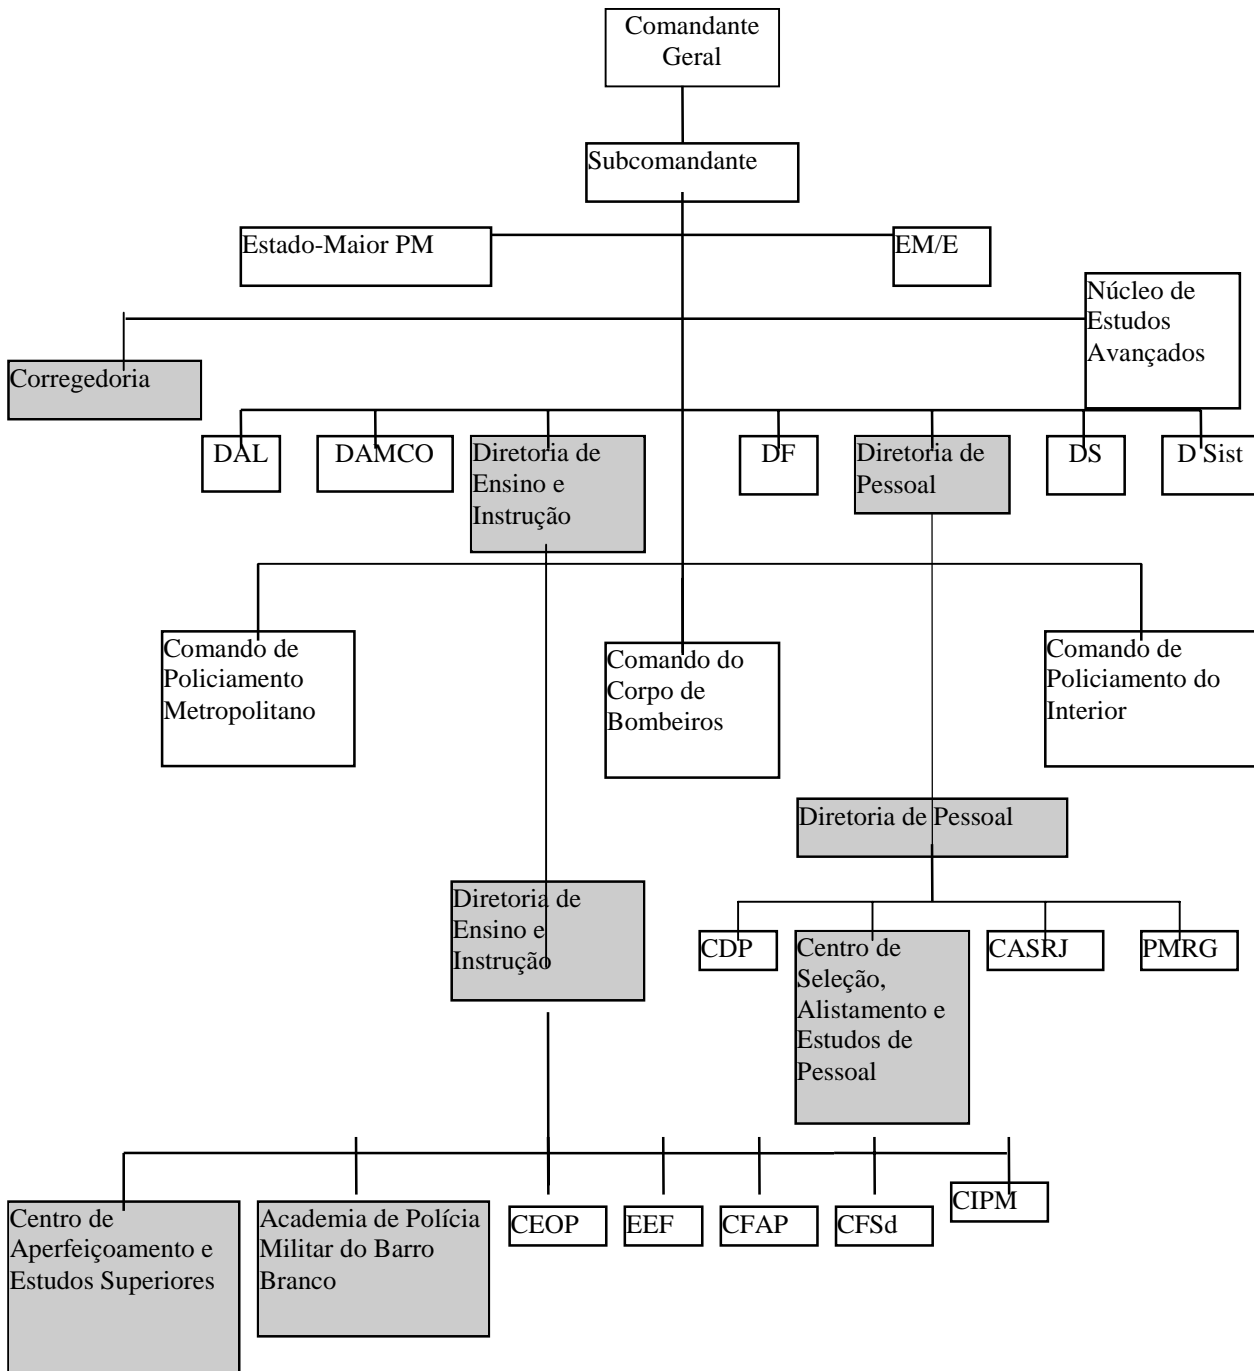 Comandante
Geral
Subcomandante
Estado-Maior PM
EM/E
Núcleo de
Estudos
Avançados
Corregedoria
DAL
DAMCO
Diretoria de
Ensino e
Instrução
DF
Diretoria de
Pessoal
DS
D Sist
Comando de
Policiamento
Metropolitano
Comando do
Corpo de
Bombeiros
Comando de
Policiamento do
Interior
Diretoria de Pessoal
Diretoria de
Ensino e
Instrução
CDP
Centro de
Seleção,
Alistamento e
Estudos de
Pessoal
CASRJ
PMRG
Centro de
Aperfeiçoamento e
Estudos Superiores
Academia de Polícia
Militar do Barro
Branco
CEOP
EEF
CFAP
CFSd
CIPM